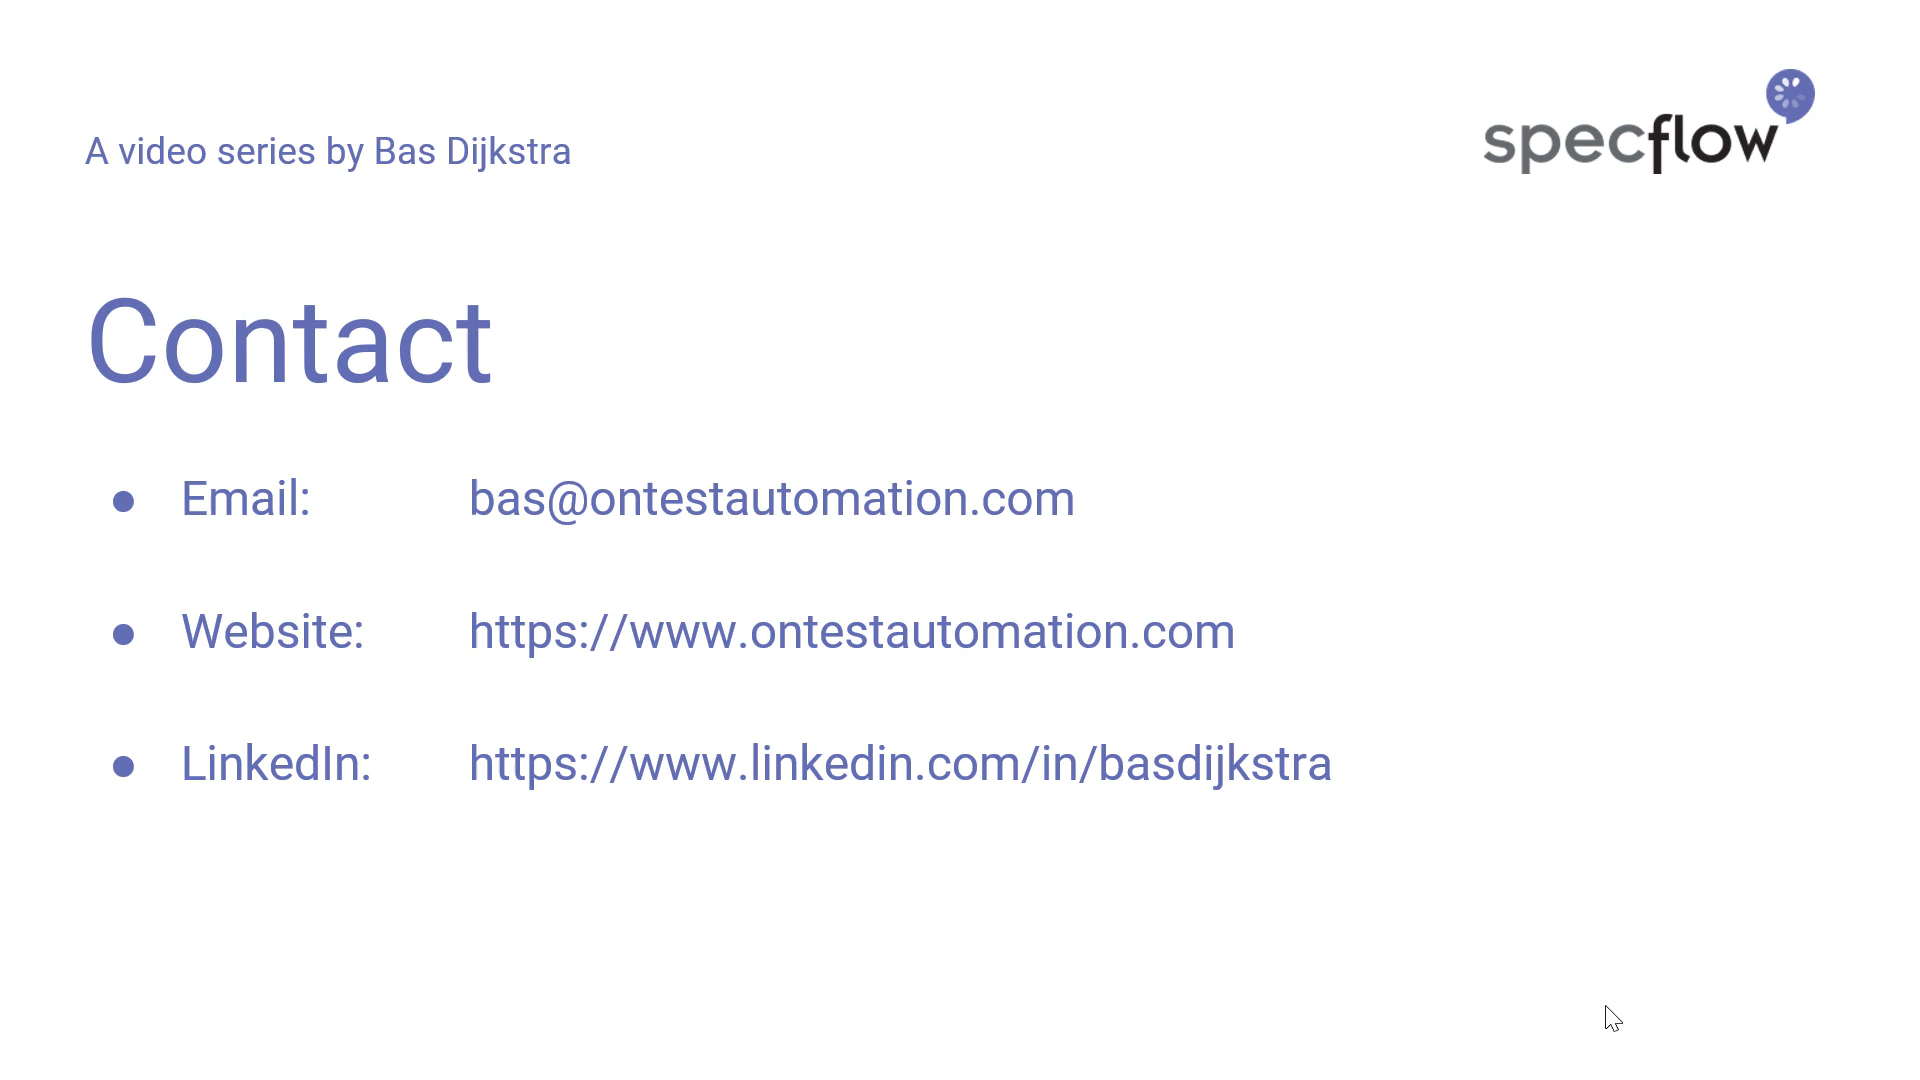 A video series by Bas Dijkstra
specflow
Contact
● Email: bas@ontestautomation.com
● Website: https://www.ontestautomation.com
● LinkedIn: https://www.linkedin.com/in/basdijkstra